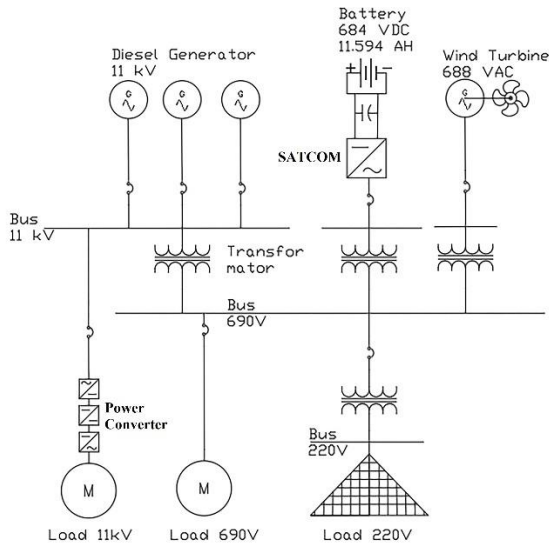 Battery
684 VDC
11.594 AH
Diesel Generator
11 kV
Wind Turbine
688 VAC
G
G
G
G
+
−
SATCOM
Bus
11 kV
Transfor
mator
Bus
690V
Power
Converter
Bus
220V
M
M
Load 11kV
Load 690V
Load 220V